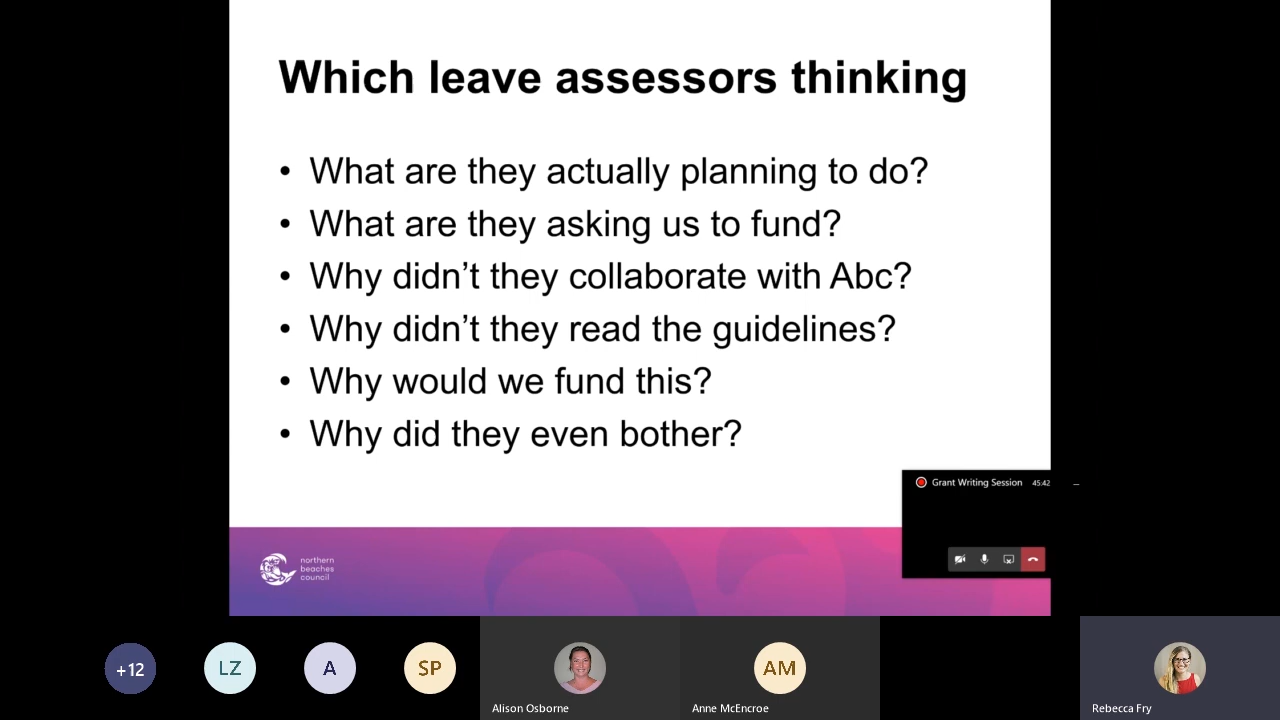 Which leave assessors thinking
• What are they actually planning to do?
• What are they asking us to fund?
• Why didn’t they collaborate with Abc?
• Why didn’t they read the guidelines?
• Why would we fund this?
• Why did they even bother?
Grant Writing Session 45:42
northern
beaches
council
+12
LZ
A
SP
AM
Alison Osborne
Anne McEncroe
Rebecca Fry